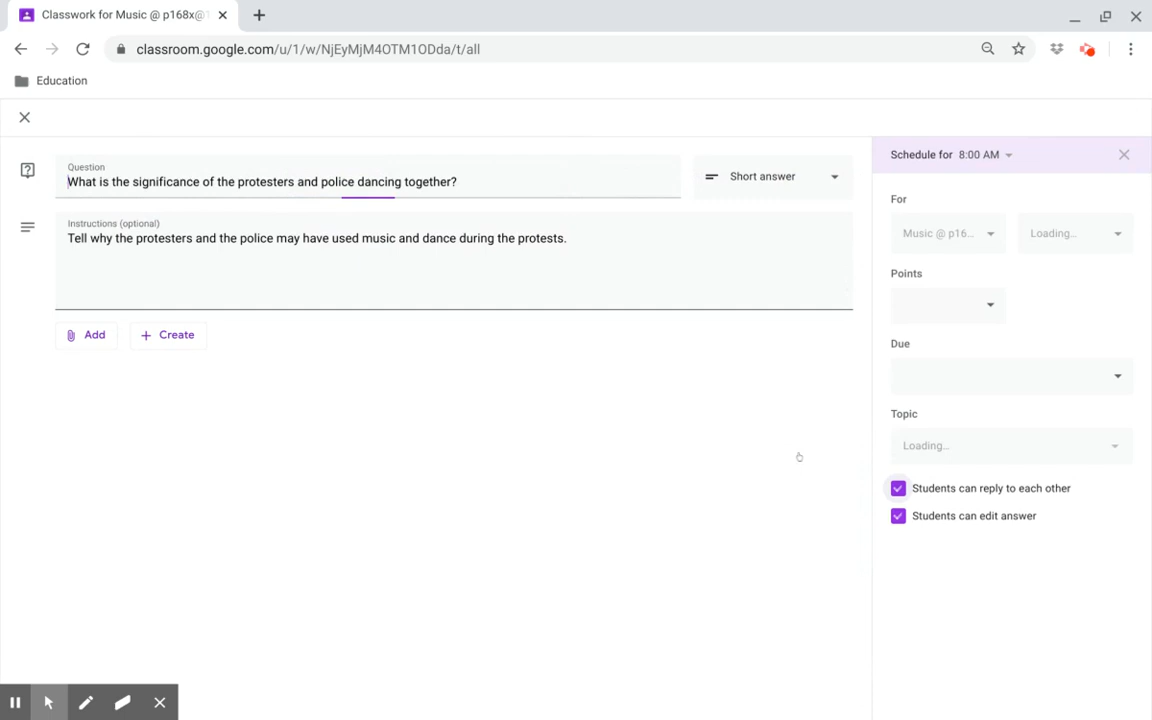 Classwork for Music @ p168x@
classroom.google.com/u/1/w/NjEyMjM4OTM1ODda/t/all
Education
Question
What is the significance of the protesters and police dancing together?
Short answer
Instructions (optional)
Tell why the protesters and the police may have used music and dance during the protests.
Add
Create
Schedule for 8:00 AM
For
Music @ p16...
Loading...
Points
Due
Topic
Loading...
Students can reply to each other
Students can edit answer